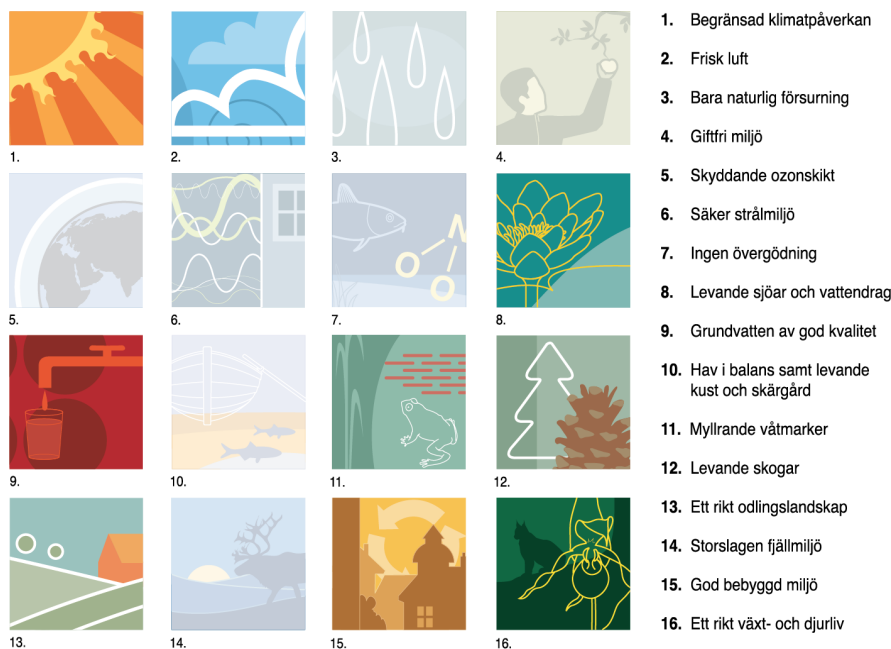 1.
2.
3.
4.
5.
6.
N
O
O
7.
8.
9.
10.
11.
12.
13.
14.
15.
16.
1. Begränsad klimatpåverkan
2. Frisk luft
3. Bara naturlig försurning
4. Giftfri miljö
5. Skyddande ozonskikt
6. Säker strålmiljö
7. Ingen övergödning
8. Levande sjöar och vattendrag
9. Grundvatten av god kvalitet
10. Hav i balans samt levande
kust och skärgård
11. Myllrande våtmarker
12. Levande skogar
13. Ett rikt odlingslandskap
14. Storslagen fjällmiljö
15. God bebyggd miljö
16. Ett rikt växt- och djurliv